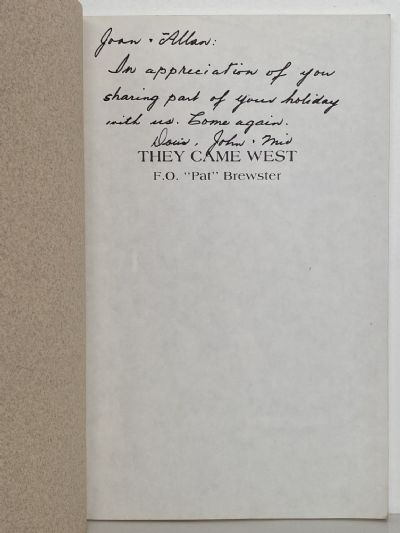 Joan + Allan:
In appreciation of you
sharing part of your holiday
with us. Come again.
Doris, John + Mio
THEY CAME WEST
F.O. "Pat" Brewster